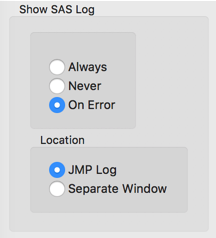 Show SAS Log
Always
Never
On Error
Location
JMP Log
Separate Window